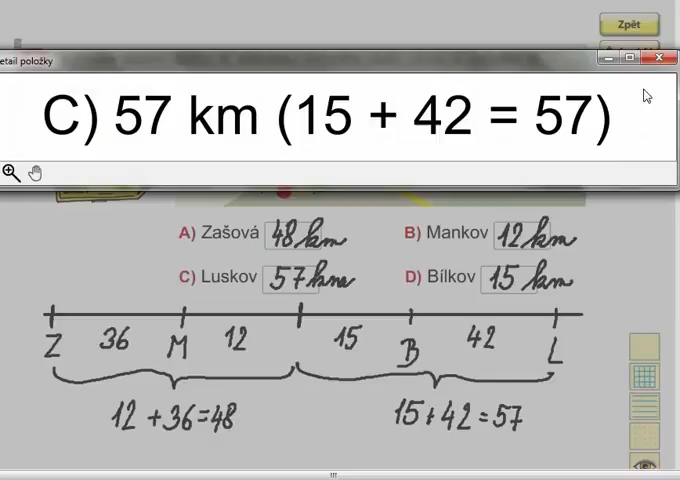 Zpět
etail položky
C) 57 km (15 + 42 = 57)
A) Zašová 48 km
B) Mankov 12 km
C) Luskov 57 km
D) Bílkov 15 km
36 12 15 42
Z M B L
12 + 36 = 48
15 + 42 = 57